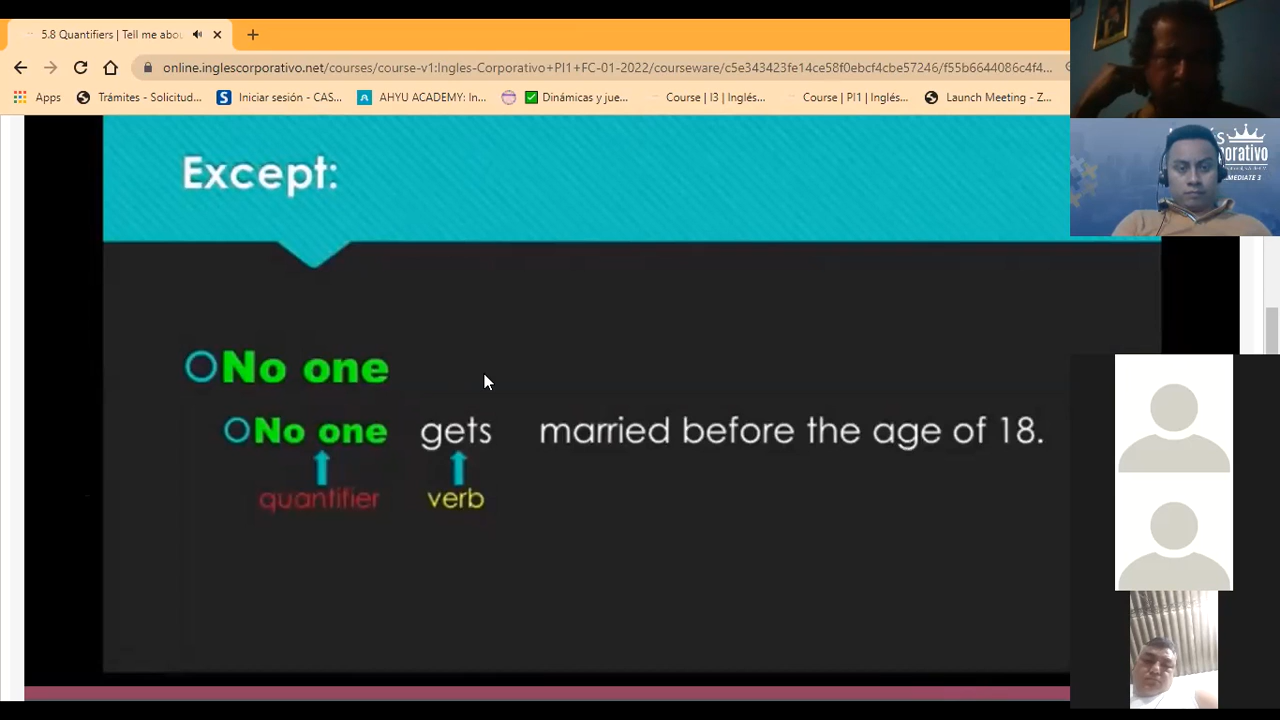 5.8 Quantifiers | Tell me abou
online.inglescorporativo.net/courses/course-v1:Ingles-Corporativo+PI1+FC-01-2022/courseware/c5e343423fe14ce58f0ebcf4cbe57246/f55b6644086c4f4...
Apps
Trámites - Solicitud...
Iniciar sesión - CAS...
AHYU ACADEMY: In...
Dinámicas y jue...
Course | I3 | Inglés...
Course | PI1 | Inglés...
Launch Meeting - Z...
Except:
No one
No one gets married before the age of 18.
quantifier verb